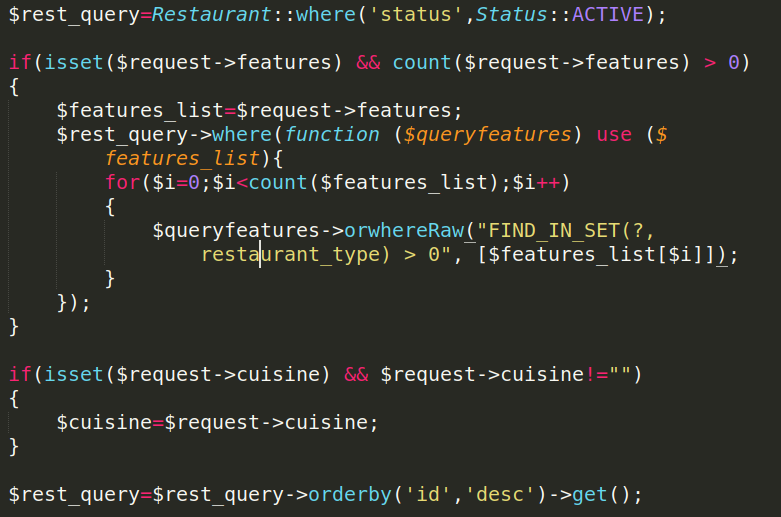 $rest_query=Restaurant::where('status',Status::ACTIVE);
if(isset($request->features) && count($request->features) > 0)
{
$features_list=$request->features;
$rest_query->where(function ($queryfeatures) use ($
features_list){
for($i=0;$i<count($features_list);$i++)
{
$queryfeatures->orwhereRaw("FIND_IN_SET(?,
restaurant_type) > 0", [$features_list[$i]]);
}
});
}
if(isset($request->cuisine) && $request->cuisine!="")
{
$cuisine=$request->cuisine;
}
$rest_query=$rest_query->orderby('id','desc')->get();